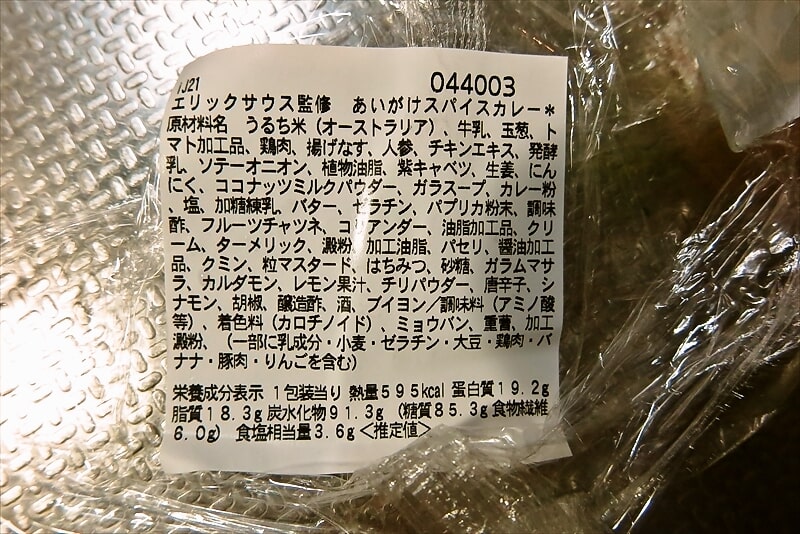 1J21
044003
エリックサウス監修 あいがけスパイスカレー*
原材料名 うるち米(オーストラリア)、牛乳、玉葱、ト
マト加工品、鶏肉、揚げなす、人参、チキンエキス、発酵
乳、ソテーオニオン、植物油脂、紫キャベツ、生姜、にん
にく、ココナッツミルクパウダー、ガラスープ、カレー粉
、塩、加糖練乳、バター、ゼラチン、パプリカ粉末、調味
酢、フルーツチャツネ、コリアンダー、油脂加工品、クリ
ーム、ターメリック、澱粉、加工油脂、パセリ、醤油加工
品、クミン、粒マスタード、はちみつ、砂糖、ガラムマサ
ラ、カルダモン、レモン果汁、チリパウダー、唐辛子、シ
ナモン、胡椒、醸造酢、酒、ブイヨン/調味料(アミノ酸
等)、着色料(カロチノイド)、ミョウバン、重曹、加工
澱粉、(一部に乳成分・小麦・ゼラチン・大豆・鶏肉・バ
ナナ・豚肉・りんごを含む)
栄養成分表示 1包装当り 熱量595kcal 蛋白質19.2g
脂質18.3g 炭水化物91.3g (糖質85.3g 食物繊維
6.0g) 食塩相当量3.6g<推定値>